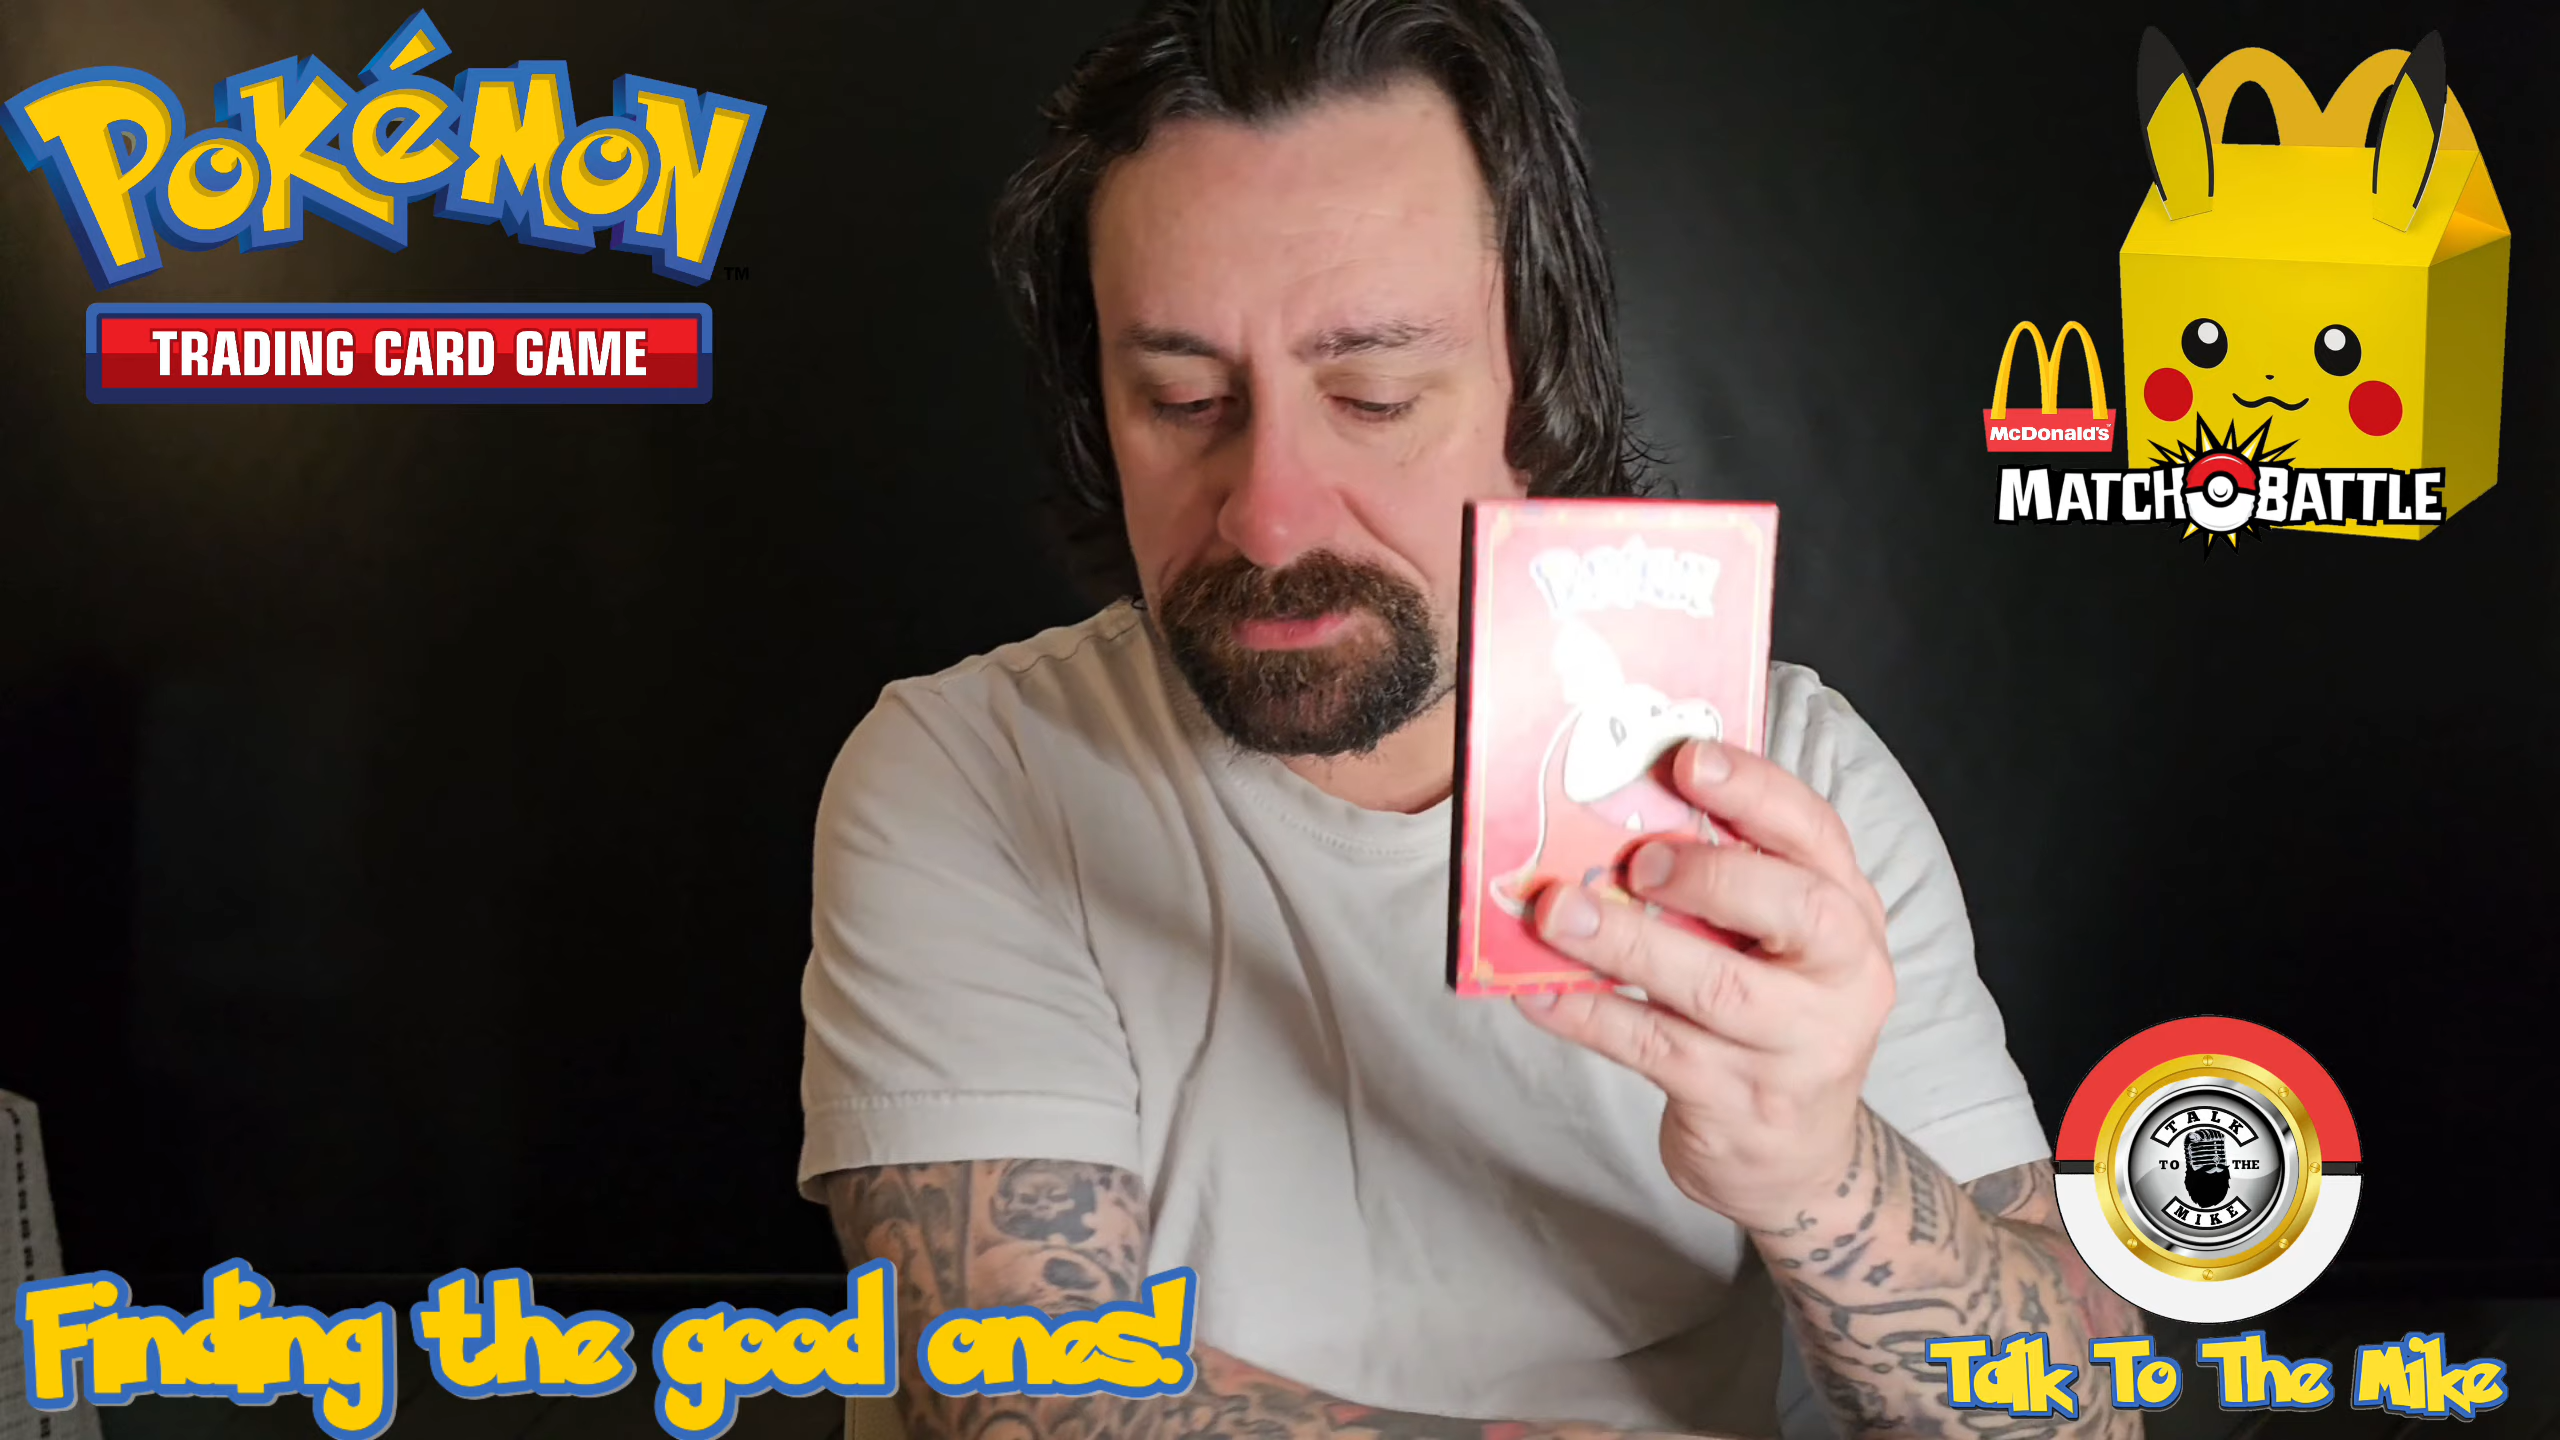 POKéMON
TM
TRADING CARD GAME
McDonald's
MATCH BATTLE
POKéMON
TALK
TO THE
MIKE
Finding the good ones!
Talk To The Mike